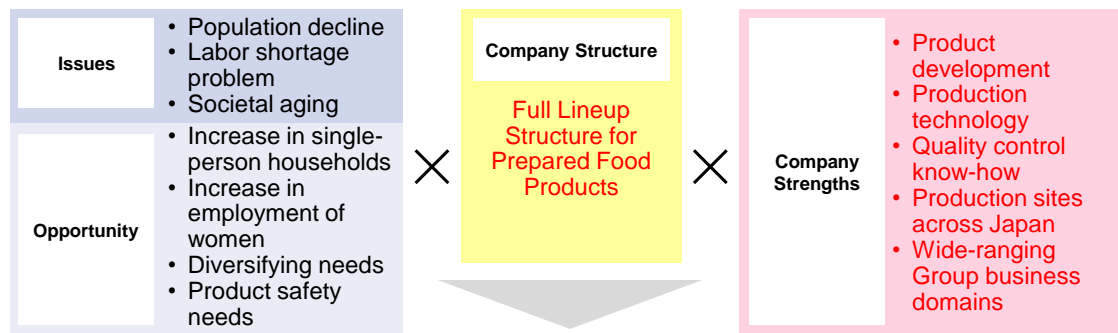 Issues
• Population decline
• Labor shortage
problem
• Societal aging
Opportunity
• Increase in single-
person households
• Increase in
employment of
women
• Diversifying needs
• Product safety
needs
×
Company Structure
Full Lineup
Structure for
Prepared Food
Products
×
Company
Strengths
• Product
development
• Production
technology
• Quality control
know-how
• Production sites
across Japan
• Wide-ranging
Group business
domains